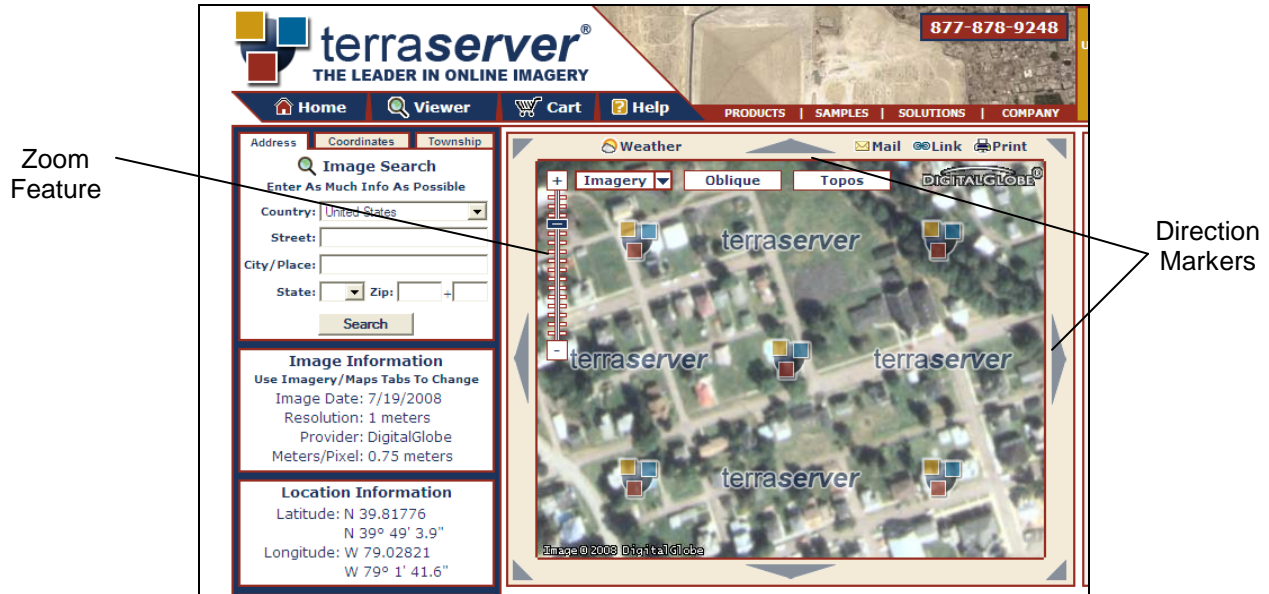 Zoom
Feature
Direction
Markers
terraserver®
THE LEADER IN ONLINE IMAGERY
877-878-9248
U
Home Viewer Cart Help
PRODUCTS | SAMPLES | SOLUTIONS | COMPANY
Address Coordinates Township
Image Search
Enter As Much Info As Possible
Country: United States
Street:
City/Place:
State: Zip: +
Search
Image Information
Use Imagery/Maps Tabs To Change
Image Date: 7/19/2008
Resolution: 1 meters
Provider: DigitalGlobe
Meters/Pixel: 0.75 meters
Location Information
Latitude: N 39.81776
N 39º 49' 3.9"
Longitude: W 79.02821
W 79º 1' 41.6"
Weather Mail Link Print
+ Imagery Oblique Topos DIGITALGLOBE®
terraserver
- terraserver terraserver
terraserver
Image © 2008 DigitalGlobe